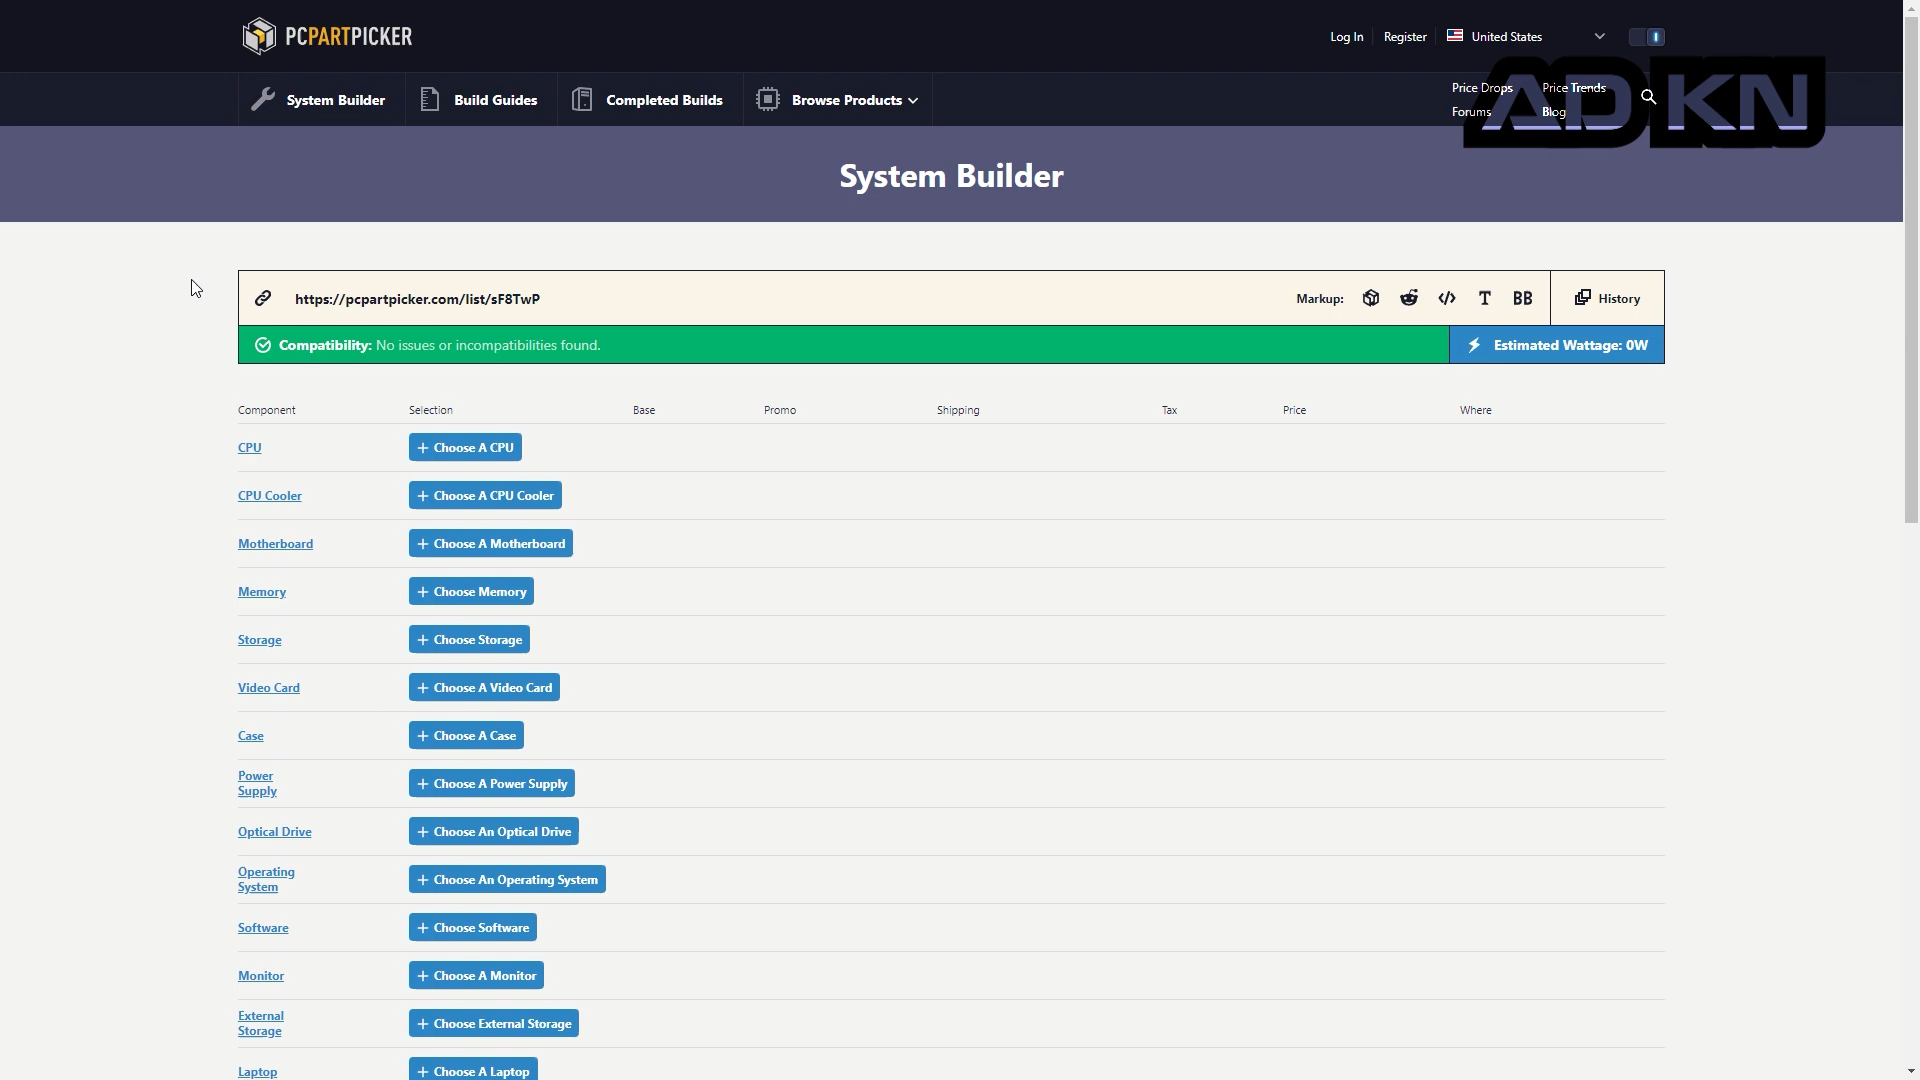 PCPARTPICKER
Log In
Register
United States
System Builder
Build Guides
Completed Builds
Browse Products
Price Drops
Price Trends
Forums
Blog
ADKN
System Builder
https://pcpartpicker.com/list/sF8TwP
Markup:
T
BB
History
Compatibility: No issues or incompatibilities found.
Estimated Wattage: 0W
Component Selection Base Promo Shipping Tax Price Where
CPU
+ Choose A CPU
CPU Cooler
+ Choose A CPU Cooler
Motherboard
+ Choose A Motherboard
Memory
+ Choose Memory
Storage
+ Choose Storage
Video Card
+ Choose A Video Card
Case
+ Choose A Case
Power
Supply
+ Choose A Power Supply
Optical Drive
+ Choose An Optical Drive
Operating
System
+ Choose An Operating System
Software
+ Choose Software
Monitor
+ Choose A Monitor
External
Storage
+ Choose External Storage
Laptop
+ Choose A Laptop